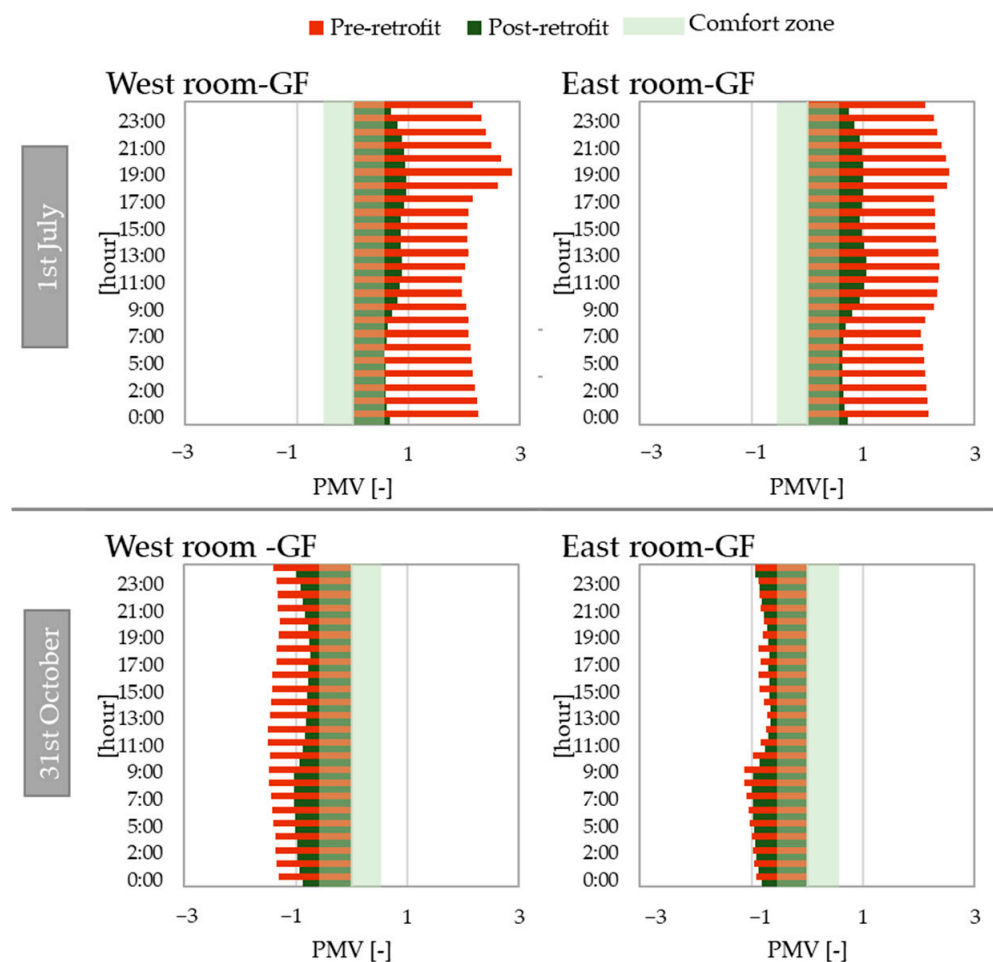 Pre-retrofit Post-retrofit Comfort zone
West room-GF East room-GF
1st July
[hour]
23:00
21:00
19:00
17:00
15:00
13:00
11:00
9:00
7:00
5:00
2:00
0:00
−3 −1 1 3
PMV [-]
[hour]
23:00
21:00
19:00
17:00
15:00
13:00
11:00
9:00
7:00
5:00
2:00
0:00
−3 −1 1 3
PMV[-]
West room -GF East room-GF
31st October
[hour]
23:00
21:00
19:00
17:00
15:00
13:00
11:00
9:00
7:00
5:00
2:00
0:00
−3 −1 1 3
PMV [-]
[hour]
23:00
21:00
19:00
17:00
15:00
13:00
11:00
9:00
7:00
5:00
2:00
0:00
−3 −1 1 3
PMV [-]